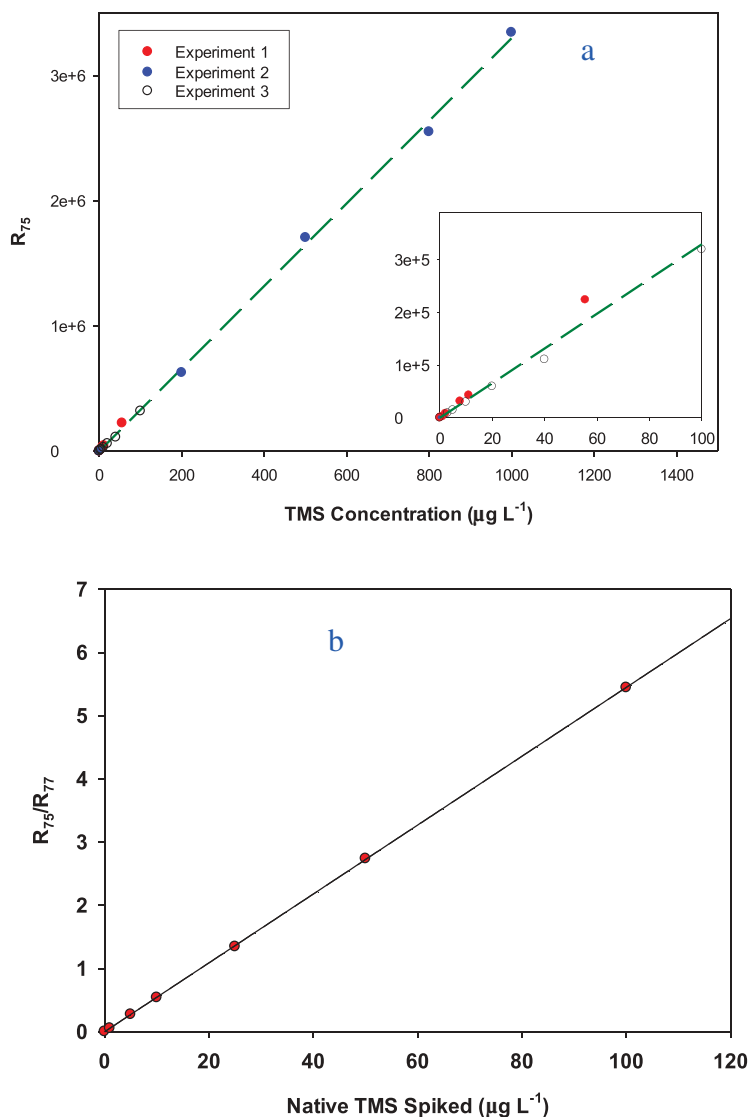 a
Experiment 1
Experiment 2
Experiment 3
3e+6
2e+6
1e+6
0
R75
3e+5
2e+5
1e+5
0
0 20 40 60 80 100
0 200 400 600 800 1000 1200 1400
TMS Concentration (µg L-1)
b
7
6
5
4
3
2
1
0
R75/R77
0 20 40 60 80 100 120
Native TMS Spiked (µg L-1)